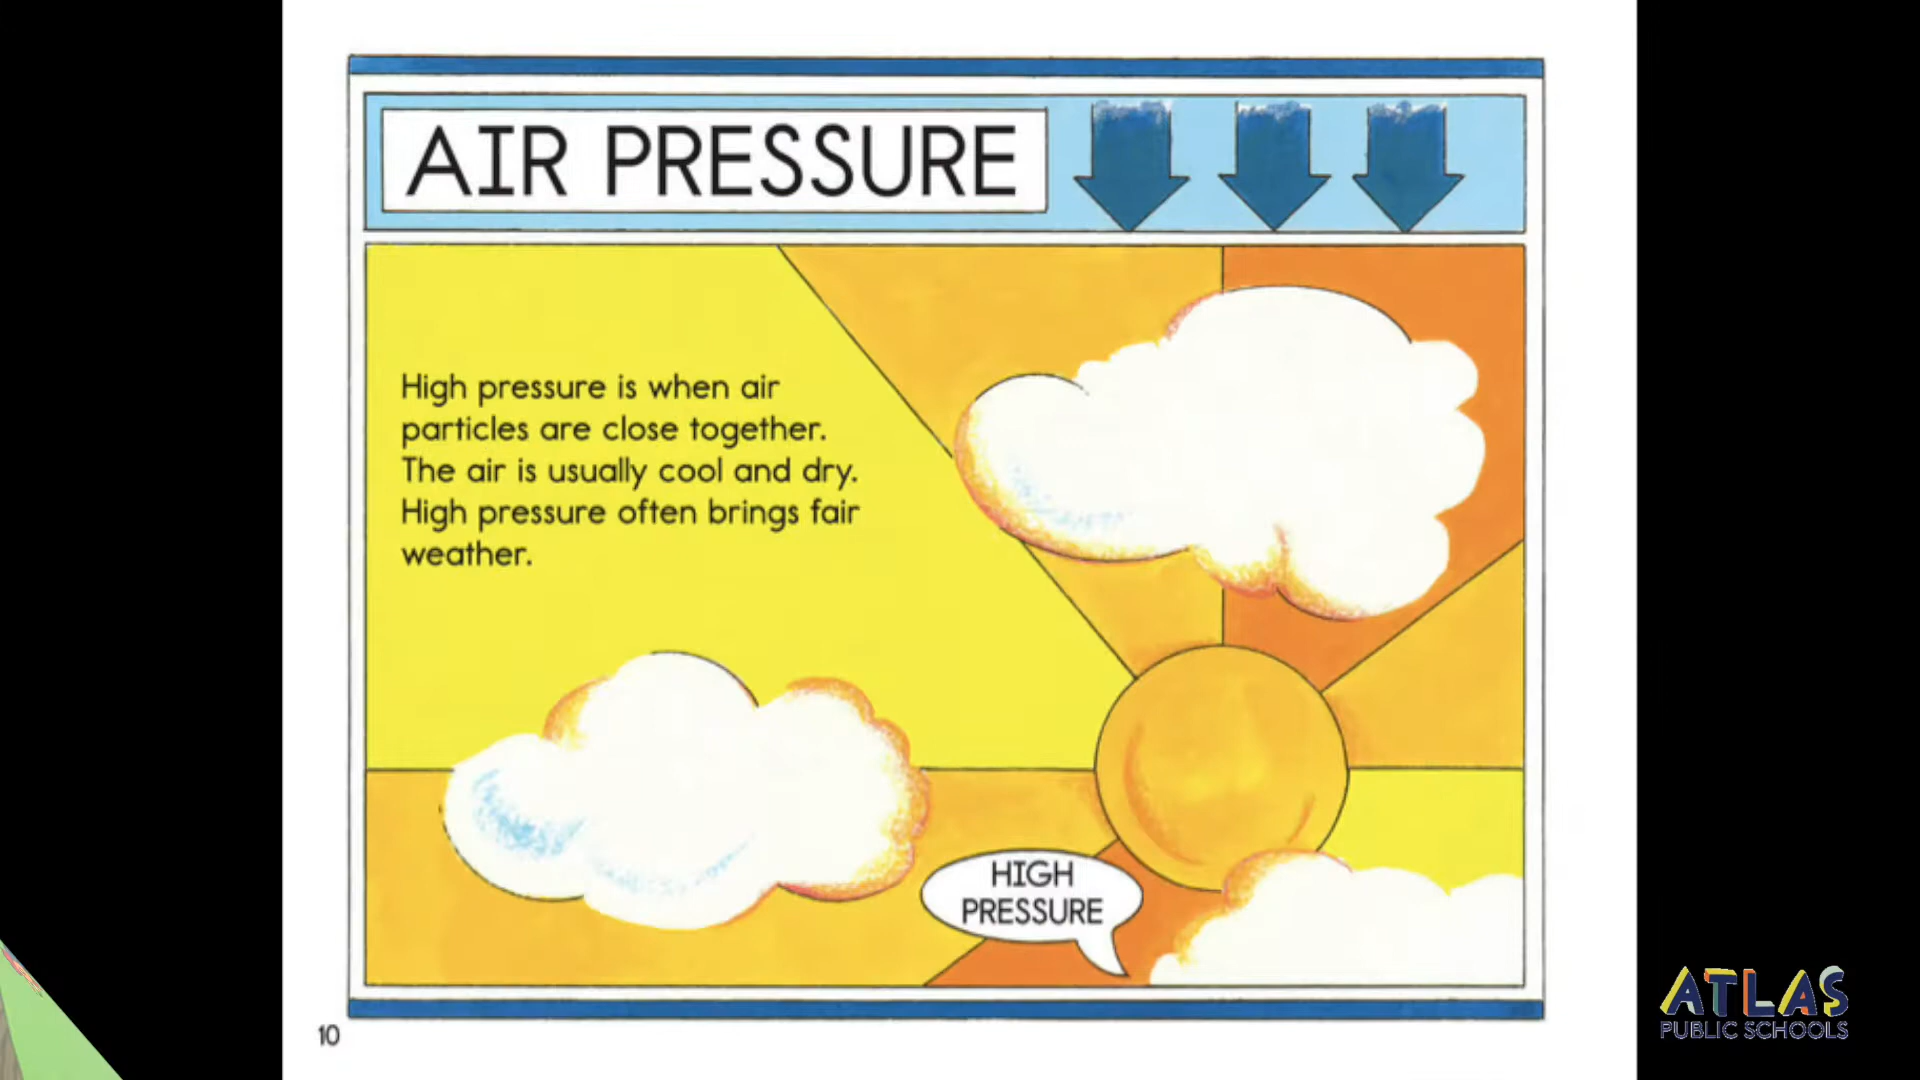 AIR PRESSURE
High pressure is when air
particles are close together.
The air is usually cool and dry.
High pressure often brings fair
weather.
HIGH
PRESSURE
10
ATLAS
PUBLIC SCHOOLS